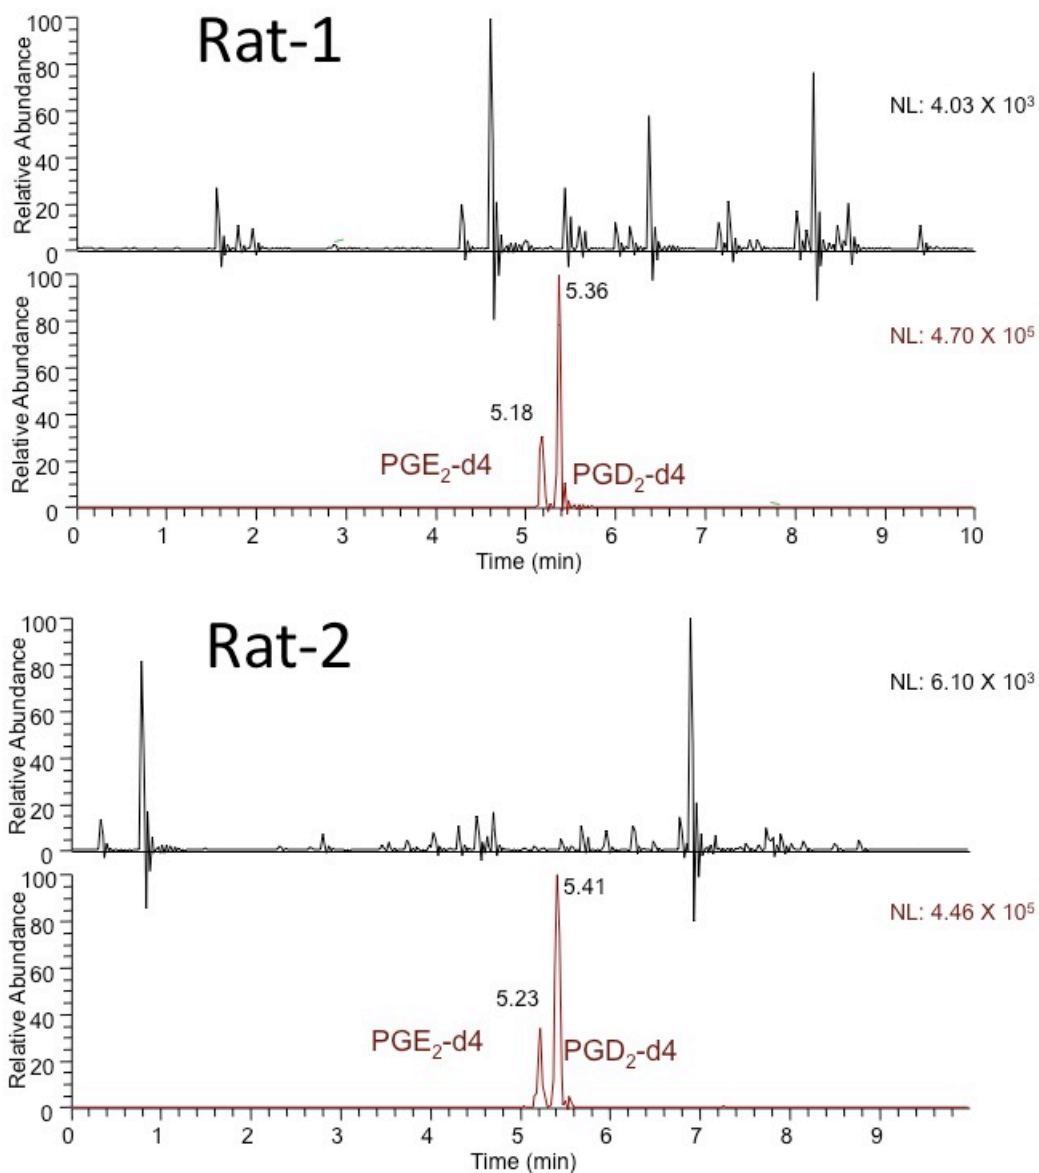 Rat-1
Relative Abundance
100
80
60
40
20
0
NL: 4.03 X 10³
Relative Abundance
100
80
60
40
20
0
5.36
5.18
NL: 4.70 X 10⁵
PGE₂-d4
PGD₂-d4
0 1 2 3 4 5 6 7 8 9 10
Time (min)
Rat-2
Relative Abundance
100
80
60
40
20
0
NL: 6.10 X 10³
Relative Abundance
100
80
60
40
20
0
5.41
5.23
NL: 4.46 X 10⁵
PGE₂-d4
PGD₂-d4
0 1 2 3 4 5 6 7 8 9
Time (min)